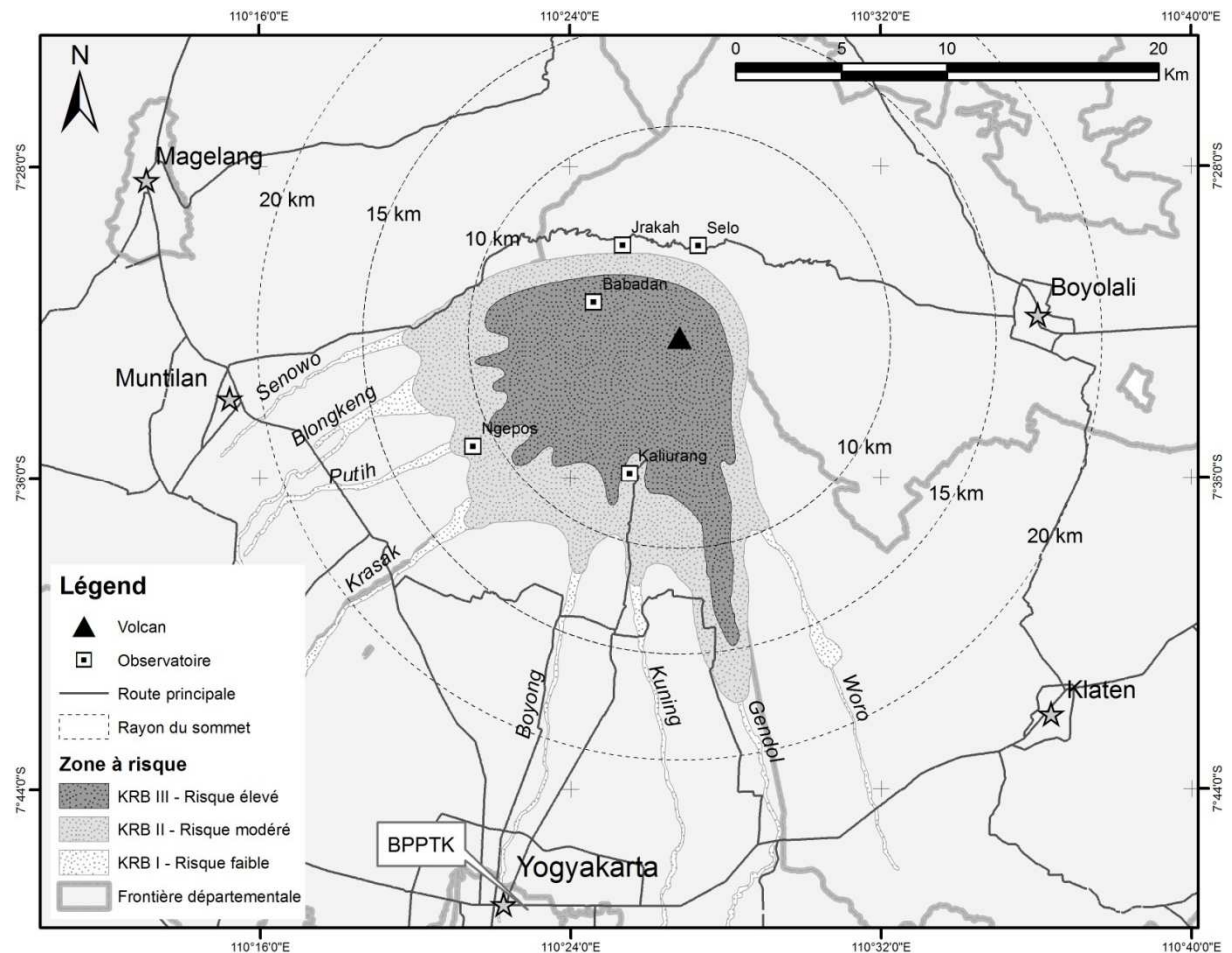 110°16'0"E 110°24'0"E 110°32'0"E 110°40'0"E
N
0 5 10 20
Km
Magelang
7°28'0"S 7°28'0"S
20 km
15 km
10 km
Jrakah Selo
Babadan
Boyolali
Muntilan
Senowo
Blongkeng
Ngepos
Putih
Kaliurang
10 km
15 km
20 km
7°36'0"S 7°36'0"S
Krasak
Boyong
Kuning
Gendol
Woro
Klaten
7°44'0"S 7°44'0"S
BPPTK
Yogyakarta
Légend
Volcan
Observatoire
Route principale
Rayon du sommet
Zone à risque
KRB III - Risque élevé
KRB II - Risque modéré
KRB I - Risque faible
Frontière départementale
110°16'0"E 110°24'0"E 110°32'0"E 110°40'0"E